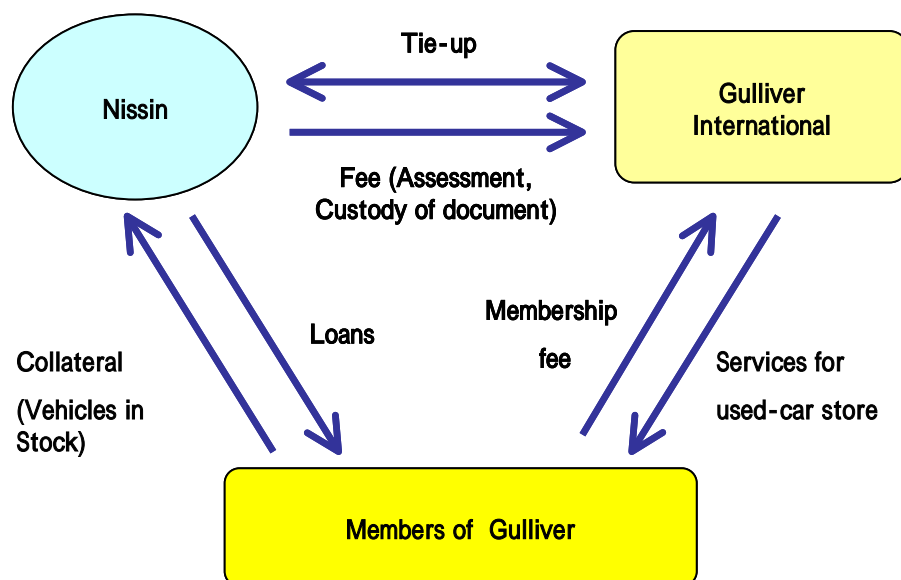 Tie-up
Nissin
Gulliver
International
Fee (Assessment,
Custody of document)
Collateral
(Vehicles in
Stock)
Loans
Membership
fee
Services for
used-car store
Members of Gulliver